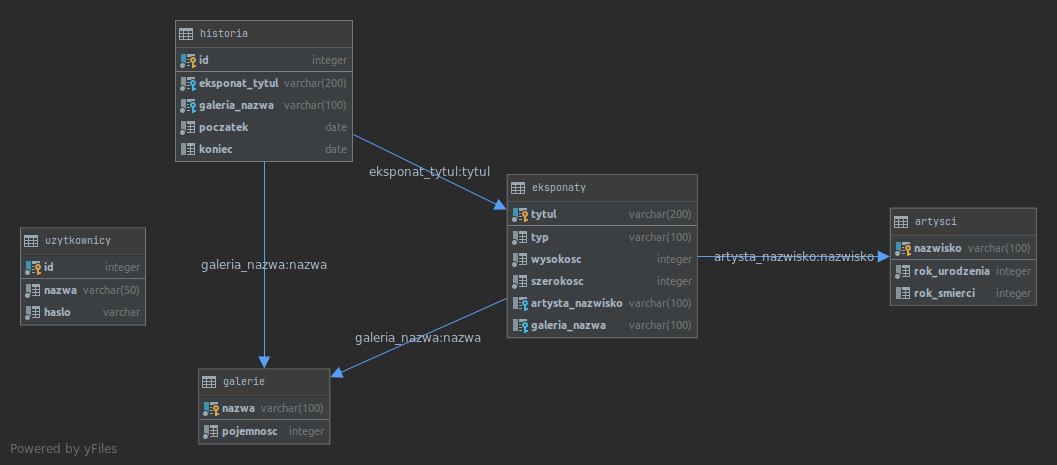 historia
id integer
eksponat_tytul varchar(200)
galeria_nazwa varchar(100)
poczatek date
koniec date
eksponat_tytul:tytul
eksponaty
tytul varchar(200)
typ varchar(100)
wysokosc integer
szerokosc integer
artysta_nazwisko varchar(100)
galeria_nazwa varchar(100)
artysci
nazwisko varchar(100)
rok_urodzenia integer
rok_smierci integer
artysta_nazwisko:nazwisko
uzytkownicy
id integer
nazwa varchar(50)
haslo varchar
galeria_nazwa:nazwa
galeria_nazwa:nazwa
galerie
nazwa varchar(100)
pojemnosc integer
Powered by yFiles